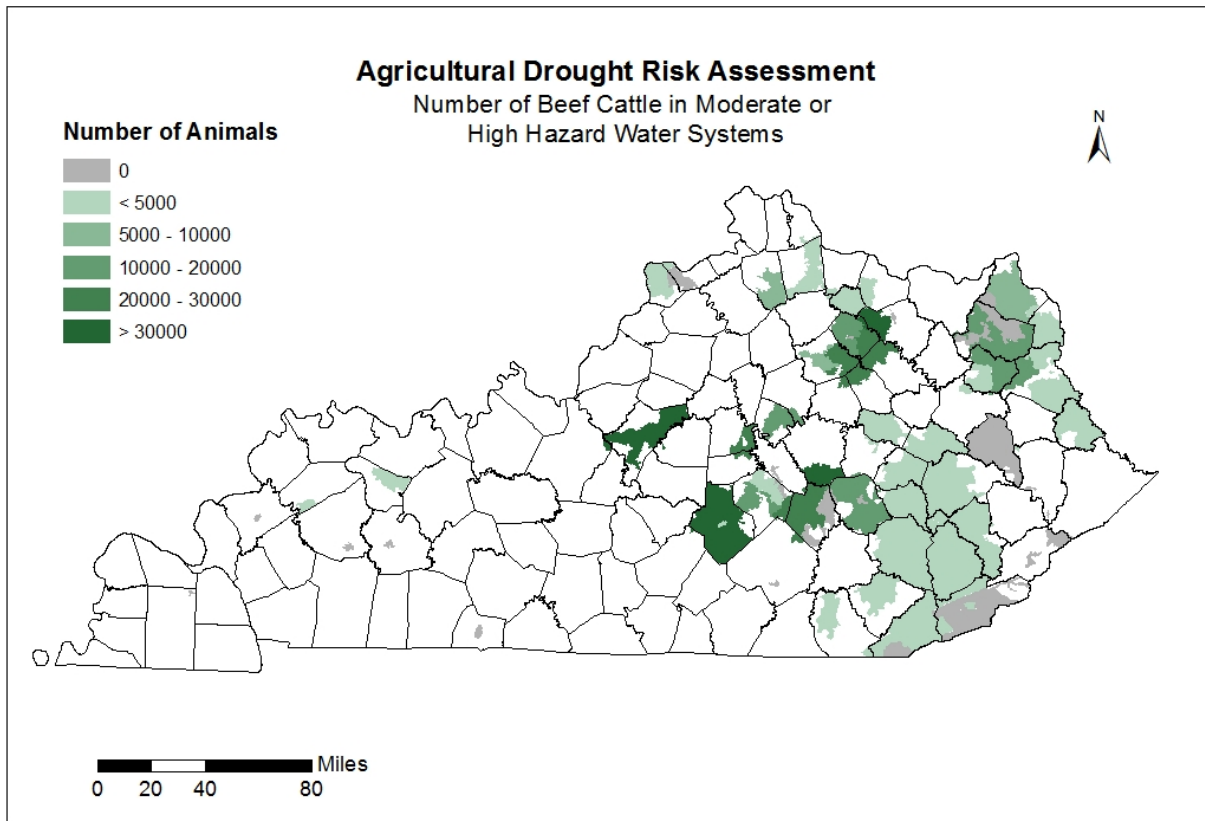 Agricultural Drought Risk Assessment
Number of Beef Cattle in Moderate or
High Hazard Water Systems
Number of Animals
0
< 5000
5000 - 10000
10000 - 20000
20000 - 30000
> 30000
N
Miles
0 20 40 80